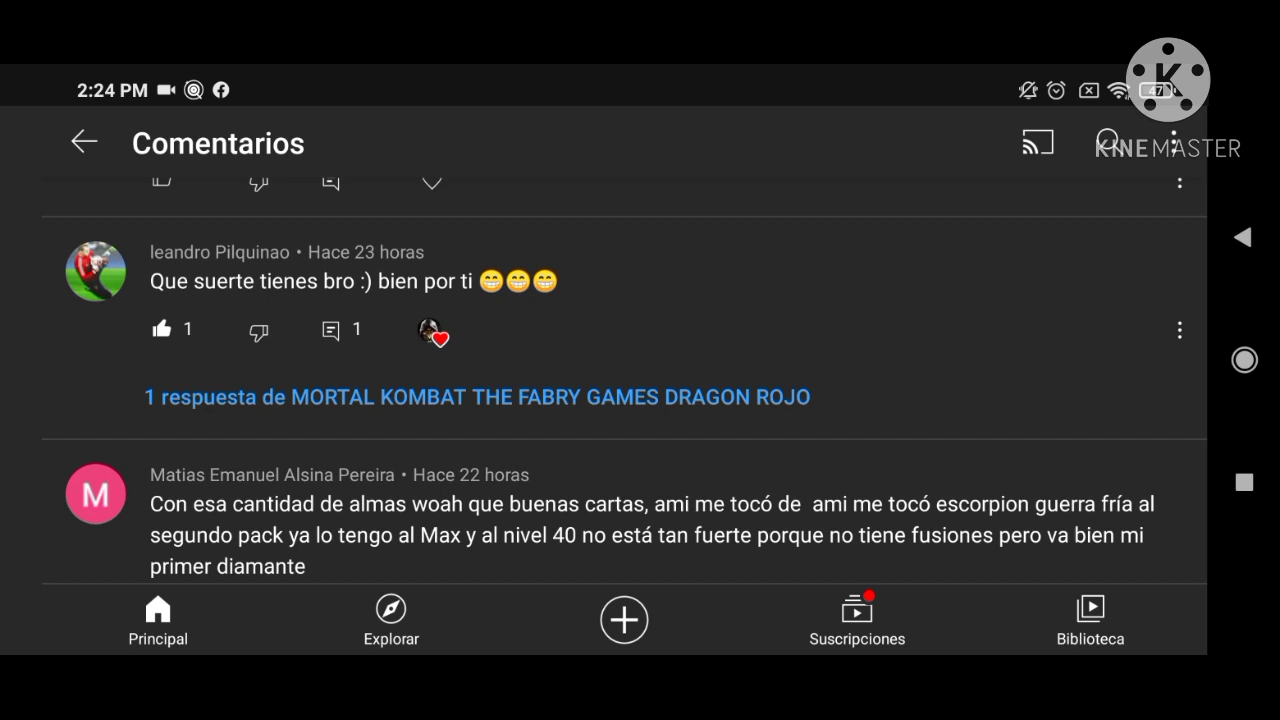 2:24 PM
47
Comentarios
KINEMASTER
leandro Pilquinao • Hace 23 horas
Que suerte tienes bro :) bien por ti 😁😁😁
1
1
1 respuesta de MORTAL KOMBAT THE FABRY GAMES DRAGON ROJO
M
Matias Emanuel Alsina Pereira • Hace 22 horas
Con esa cantidad de almas woah que buenas cartas, ami me tocó de  ami me tocó escorpion guerra fría al
segundo pack ya lo tengo al Max y al nivel 40 no está tan fuerte porque no tiene fusiones pero va bien mi
primer diamante
Principal
Explorar
Suscripciones
Biblioteca